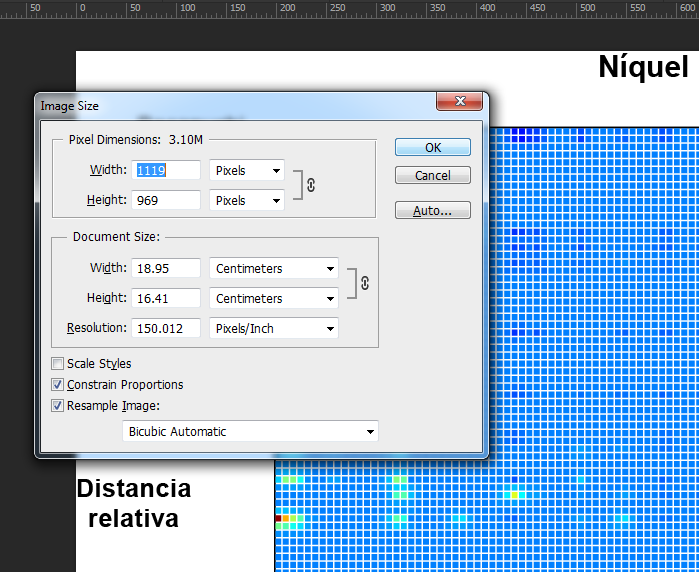 50 0 50 100 150 200 250 300 350 400 450 500 550 600
Níquel
Image Size
Pixel Dimensions: 3.10M
Width: 1119 Pixels
Height: 969 Pixels
OK
Cancel
Auto...
Document Size:
Width: 18.95 Centimeters
Height: 16.41 Centimeters
Resolution: 150.012 Pixels/Inch
Scale Styles
Constrain Proportions
Resample Image:
Bicubic Automatic
Distancia
relativa